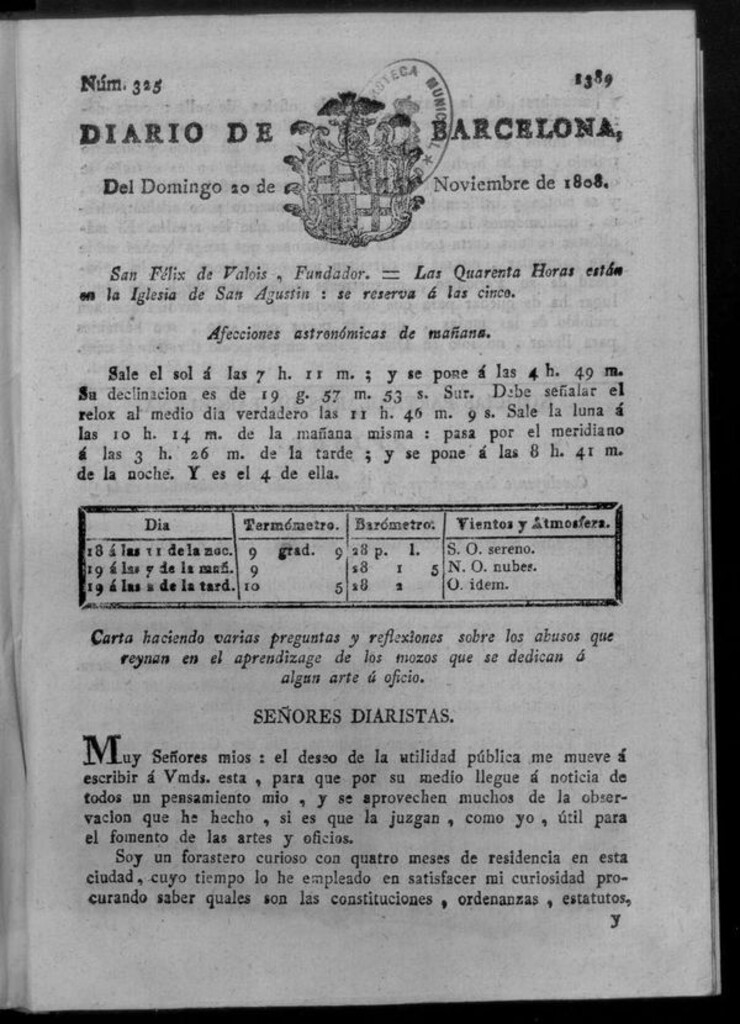 Núm. 325 1389
DIARIO DE BARCELONA,
Del Domingo 20 de Noviembre de 1808.
San Félix de Valois , Fundador. = Las Quarenta Horas están
en la Iglesia de San Agustin : se reserva á las cinco.
Afecciones astronómicas de mañana.
Sale el sol á las 7 h. 11 m. ; y se pone á las 4 h. 49 m.
Su declinacion es de 19 g. 57 m. 53 s. Sur. Debe señalar el
relox al medio dia verdadero las 11 h. 46 m. 9 s. Sale la luna á
las 10 h. 14 m. de la mañana misma : pasa por el meridiano
á las 3 h. 26 m. de la tarde ; y se pone á las 8 h. 41 m.
de la noche. Y es el 4 de ella.
Dia Termómetro. Barómetro. Vientos y Atmosfera.
18 á las 11 de la noc. 9 grad. 9 28 p. l. S. O. sereno.
19 á las 7 de la mañ. 9 28 1 5 N. O. nubes.
19 á las 2 de la tard. 10 5 28 2 O. idem.
Carta haciendo varias preguntas y reflexîones sobre los abusos que
reynan en el aprendizage de los mozos que se dedican á
algun arte ú oficio.
SEÑORES DIARISTAS.
Muy Señores mios : el deseo de la utilidad pública me mueve á
escribir á Vmds. esta , para que por su medio llegue á noticia de
todos un pensamiento mio , y se aprovechen muchos de la obser-
vacion que he hecho , si es que la juzgan , como yo , útil para
el fomento de las artes y oficios.
Soy un forastero curioso con quatro meses de residencia en esta
ciudad, cuyo tiempo lo he empleado en satisfacer mi curiosidad pro-
curando saber quales son las constituciones , ordenanzas , estatutos,
y